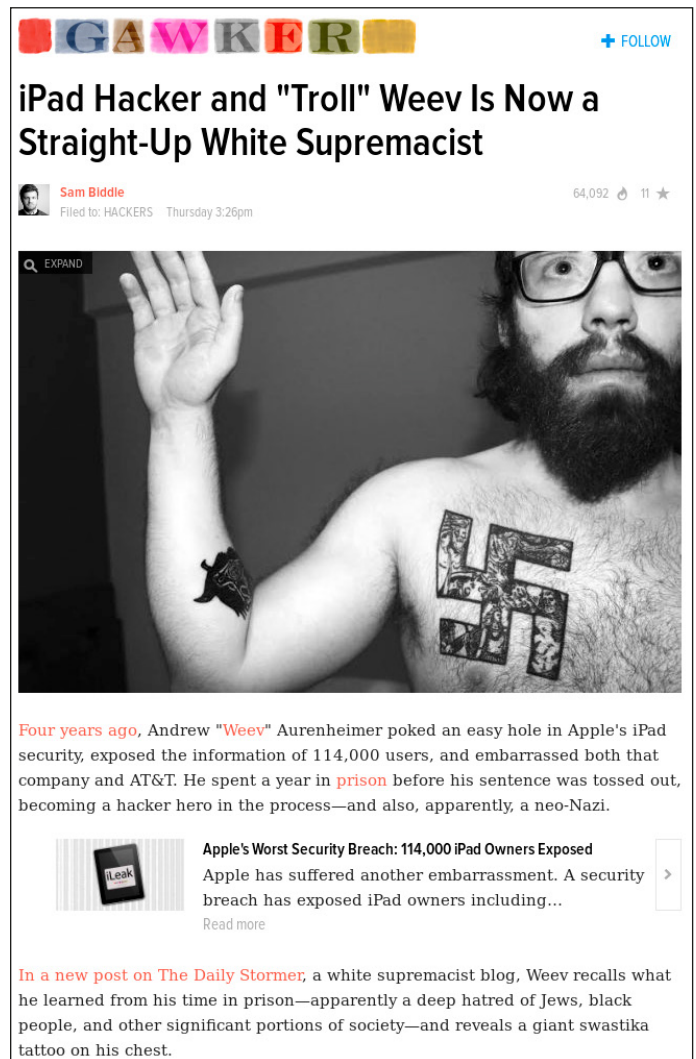 GAWKER
FOLLOW
iPad Hacker and "Troll" Weev Is Now a
Straight-Up White Supremacist
Sam Biddle
64,092 11
Filed to: HACKERS Thursday 3:26pm
EXPAND
Four years ago, Andrew "Weev" Aurenheimer poked an easy hole in Apple's iPad
security, exposed the information of 114,000 users, and embarrassed both that
company and AT&T. He spent a year in prison before his sentence was tossed out,
becoming a hacker hero in the process—and also, apparently, a neo-Nazi.
iLeak
Apple's Worst Security Breach: 114,000 iPad Owners Exposed
Apple has suffered another embarrassment. A security
breach has exposed iPad owners including...
Read more
In a new post on The Daily Stormer, a white supremacist blog, Weev recalls what
he learned from his time in prison—apparently a deep hatred of Jews, black
people, and other significant portions of society—and reveals a giant swastika
tattoo on his chest.